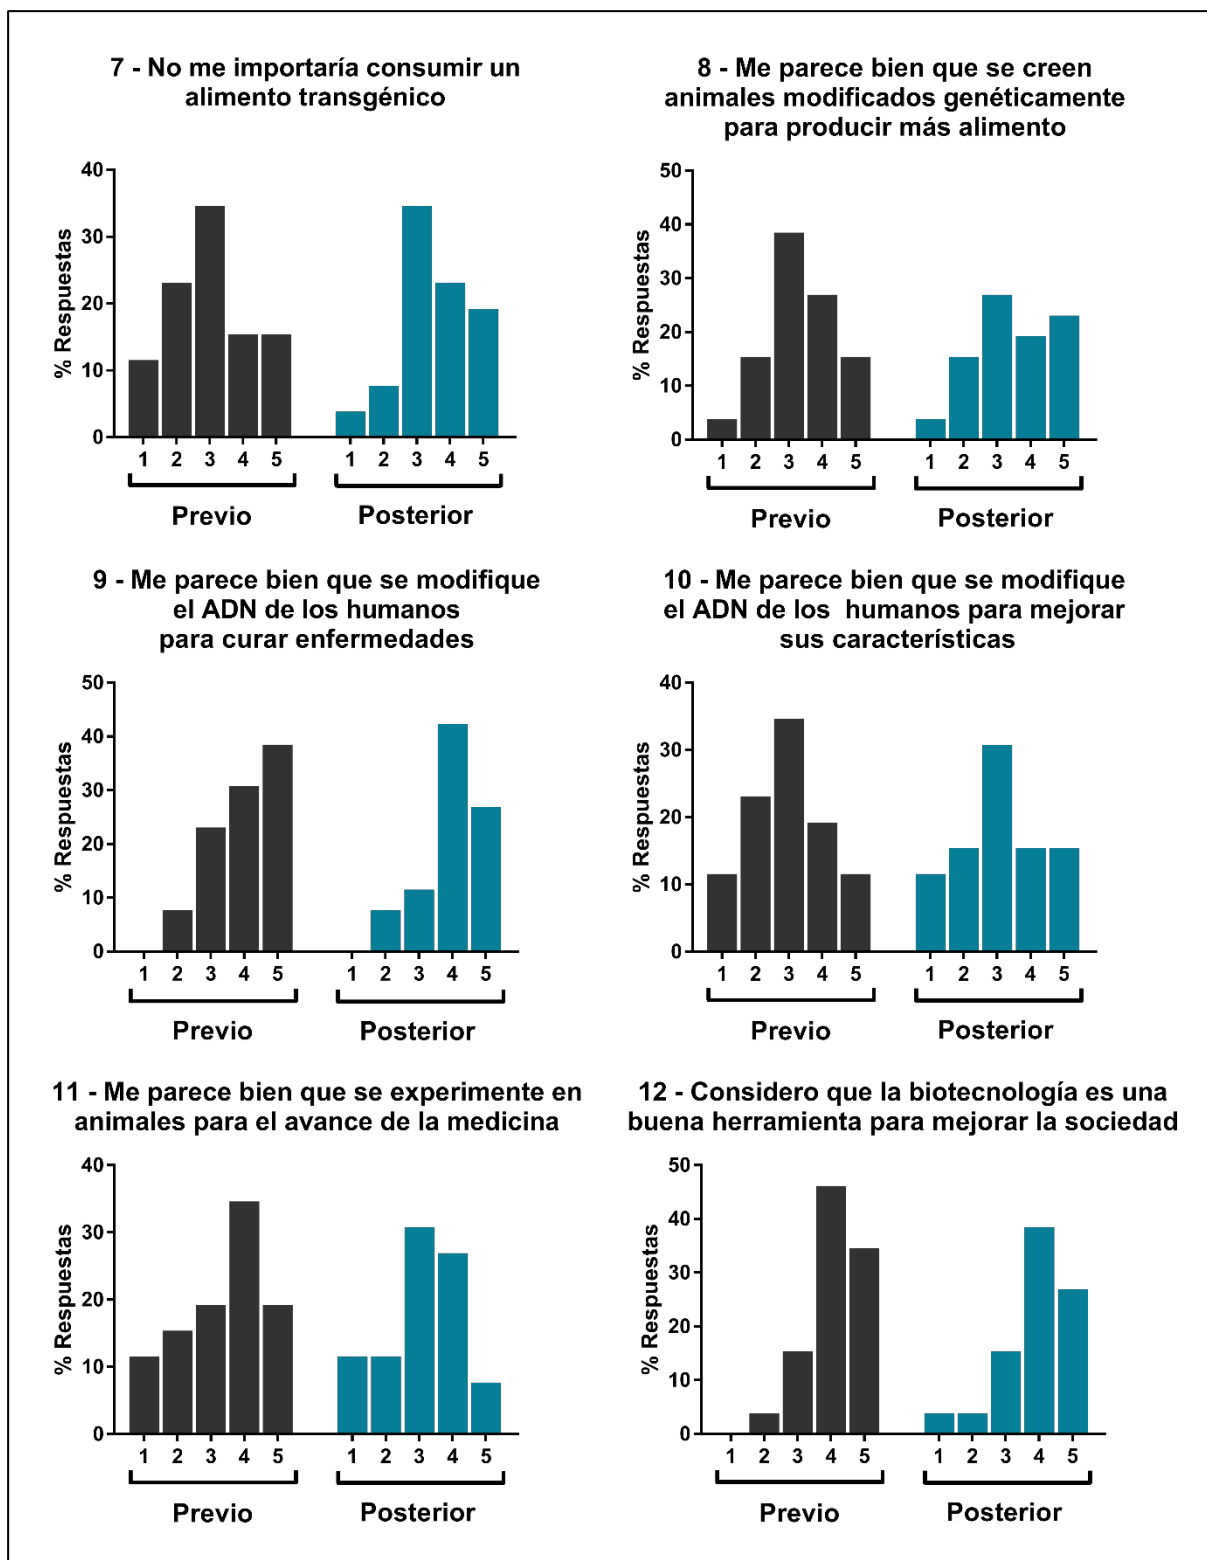 7 - No me importaría consumir un
alimento transgénico
40
30
20
10
0
% Respuestas
1 2 3 4 5 1 2 3 4 5
Previo Posterior
8 - Me parece bien que se creen
animales modificados genéticamente
para producir más alimento
50
40
30
20
10
0
% Respuestas
1 2 3 4 5 1 2 3 4 5
Previo Posterior
9 - Me parece bien que se modifique
el ADN de los humanos
para curar enfermedades
50
40
30
20
10
0
% Respuestas
1 2 3 4 5 1 2 3 4 5
Previo Posterior
10 - Me parece bien que se modifique
el ADN de los humanos para mejorar
sus características
40
30
20
10
0
% Respuestas
1 2 3 4 5 1 2 3 4 5
Previo Posterior
11 - Me parece bien que se experimente en
animales para el avance de la medicina
40
30
20
10
0
% Respuestas
1 2 3 4 5 1 2 3 4 5
Previo Posterior
12 - Considero que la biotecnología es una
buena herramienta para mejorar la sociedad
50
40
30
20
10
0
% Respuestas
1 2 3 4 5 1 2 3 4 5
Previo Posterior